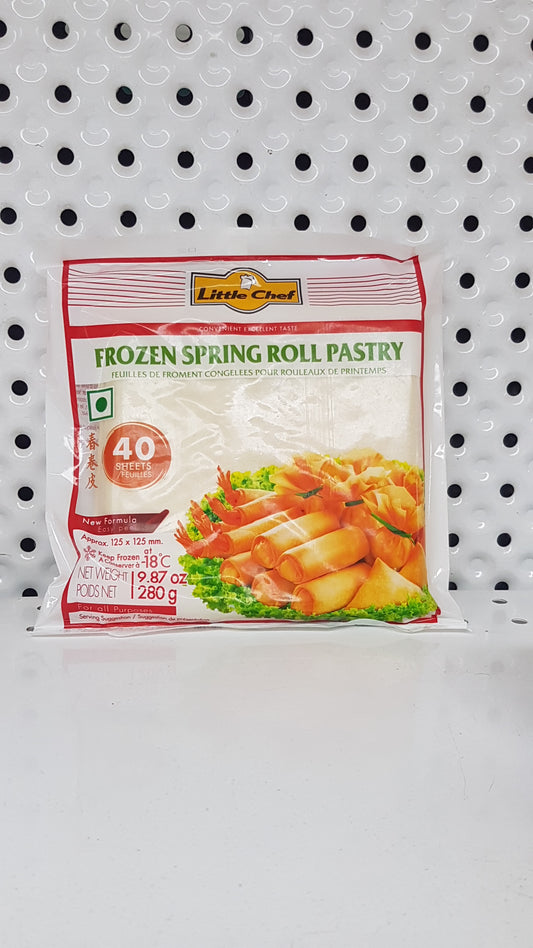 Little Chef
CONVENIENT EXCELLENT TASTE
FROZEN SPRING ROLL PASTRY
FEUILLES DE FROMENT CONGELEES POUR ROULEAUX DE PRINTEMPS
春卷皮
40
SHEETS
/FEUILLES
New Formula
Easy peel
Approx. 125 x 125 mm.
Keep Frozen at
A Conserver à -18°C
NET WEIGHT 9.87 oz
POIDS NET 280 g
For all Purposes
Serving Suggestion / Suggestion de présentation